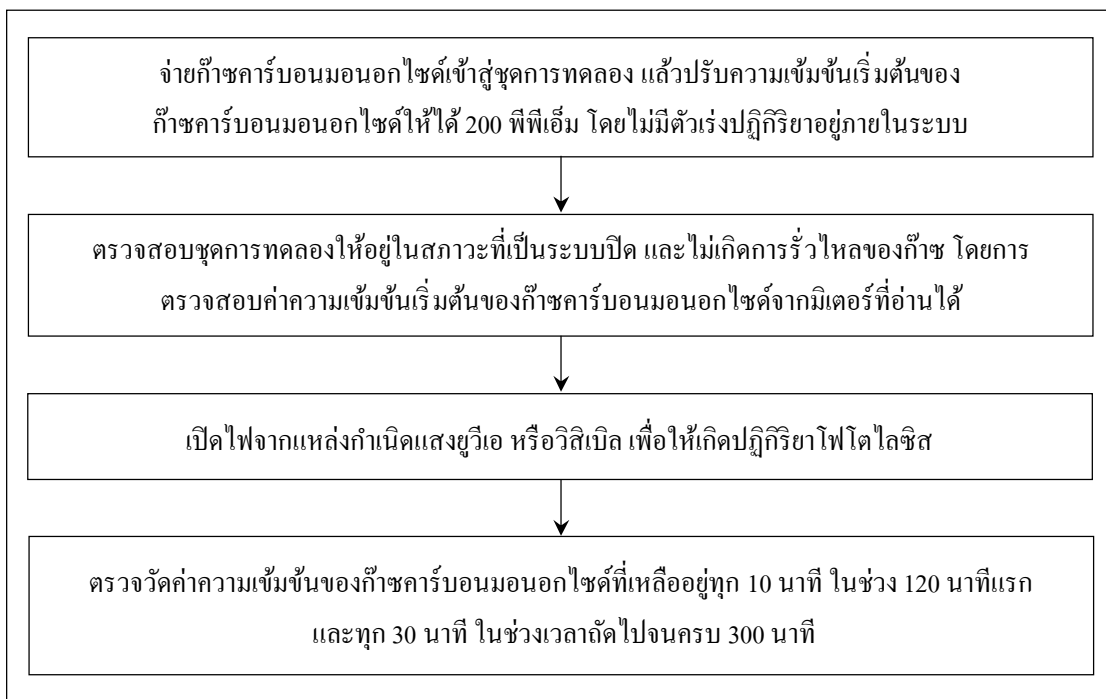 จ่ายก๊าซคาร์บอนมอนอกไซด์เข้าสู่ชุดการทดลอง แล้วปรับความเข้มข้นเริ่มต้นของ
ก๊าซคาร์บอนมอนอกไซด์ให้ได้ 200 พีพีเอ็ม โดยไม่มีตัวเร่งปฏิกิริยาอยู่ภายในระบบ
ตรวจสอบชุดการทดลองให้อยู่ในสภาวะที่เป็นระบบปิด และไม่เกิดการรั่วไหลของก๊าซ โดยการ
ตรวจสอบค่าความเข้มข้นเริ่มต้นของก๊าซคาร์บอนมอนอกไซด์จากมิเตอร์ที่อ่านได้
เปิดไฟจากแหล่งกำเนิดแสงยูวีเอ หรือวิสิเบิล เพื่อให้เกิดปฏิกิริยาโฟโตไลซิส
ตรวจวัดค่าความเข้มข้นของก๊าซคาร์บอนมอนอกไซด์ที่เหลืออยู่ทุก 10 นาที ในช่วง 120 นาทีแรก
และทุก 30 นาที ในช่วงเวลาถัดไปจนครบ 300 นาที